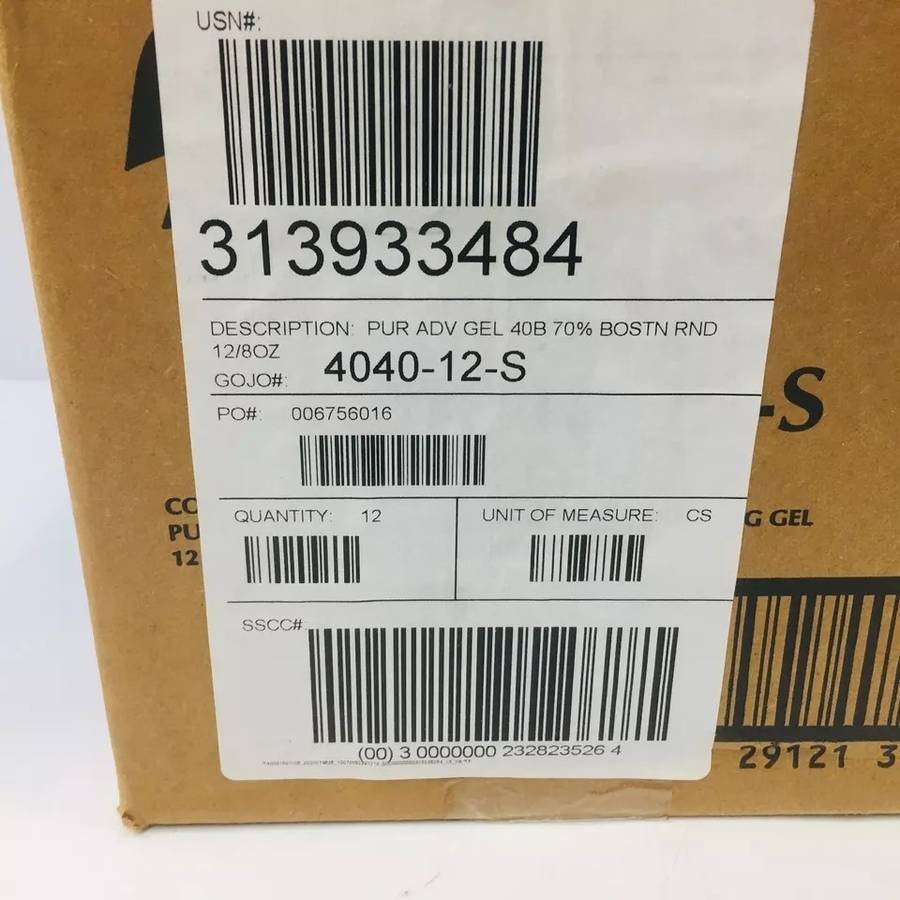 USN#:
313933484
DESCRIPTION: PUR ADV GEL 40B 70% BOSTN RND
12/8OZ
GOJO#: 4040-12-S
PO#: 006756016
QUANTITY: 12
UNIT OF MEASURE: CS
SSCC#
(00) 3 0000000 232823526 4
-S
CO
PU
12
G GEL
29121 3